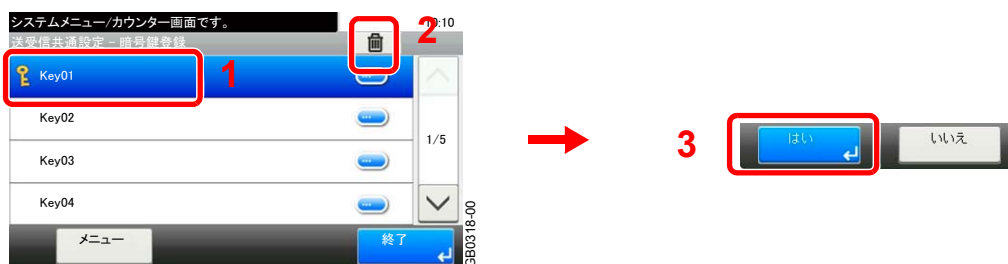 システムメニュー/カウンター画面です。
10:10
2
送受信共通設定 - 暗号鍵登録
Key01
1
Key02
1/5
Key03
Key04
メニュー
終了
GB0318-00
3
はい
いいえ